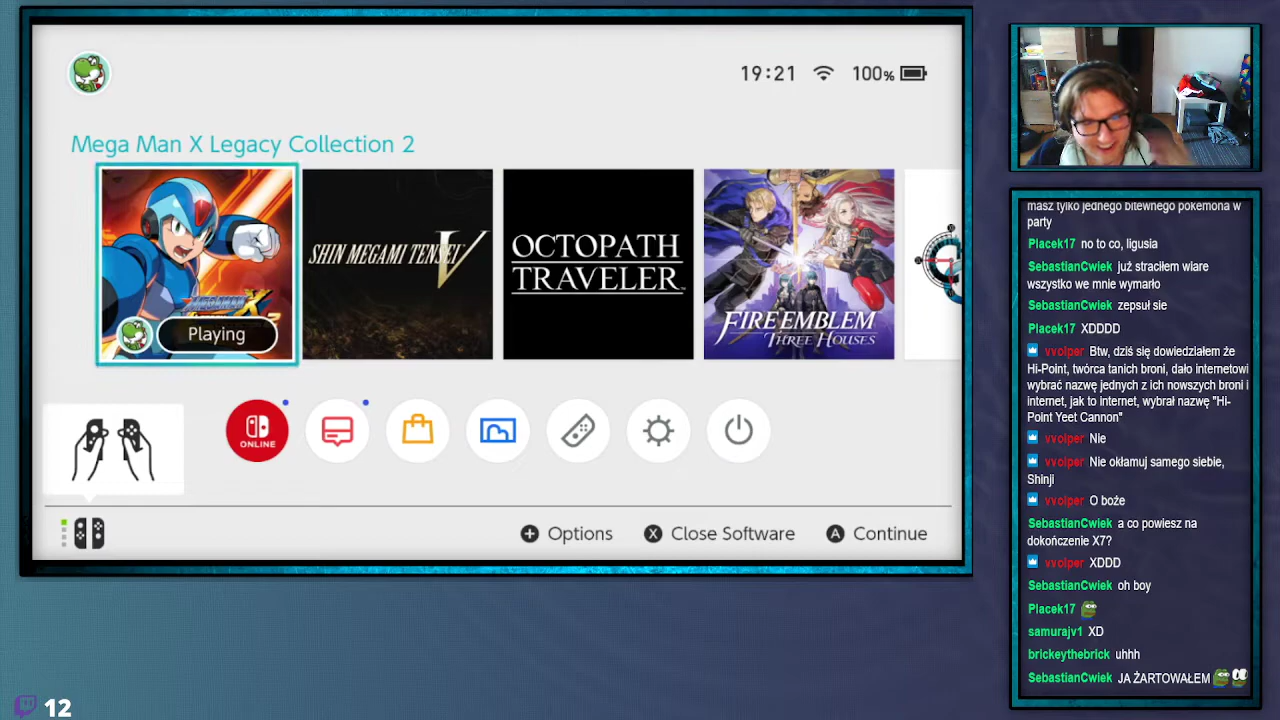 19:21
100%
Mega Man X Legacy Collection 2
MEGAMAN X
Playing
SHIN MEGAMI TENSEI V
OCTOPATH
TRAVELER
FIRE EMBLEM
THREE HOUSES
ONLINE
Options
X Close Software
A Continue
12
masz tylko jednego bitewnego pokemona w
party
Placek17 no to co, ligusia
SebastianCwiek już straciłem wiare
wszystko we mnie wymarło
SebastianCwiek zepsuł sie
Placek17 XDDDD
vvolper Btw, dziś się dowiedziałem że
Hi-Point, twórca tanich broni, dało internetowi
wybrać nazwę jednych z ich nowszych broni i
internet, jak to internet, wybrał nazwę "Hi-
Point Yeet Cannon"
vvolper Nie
vvolper Nie okłamuj samego siebie,
Shinji
vvolper O boże
SebastianCwiek a co powiesz na
dokończenie X7?
vvolper XDDD
SebastianCwiek oh boy
Placek17
samurajv1 XD
brickeythebrick uhhh
SebastianCwiek JA ŻARTOWAŁEM